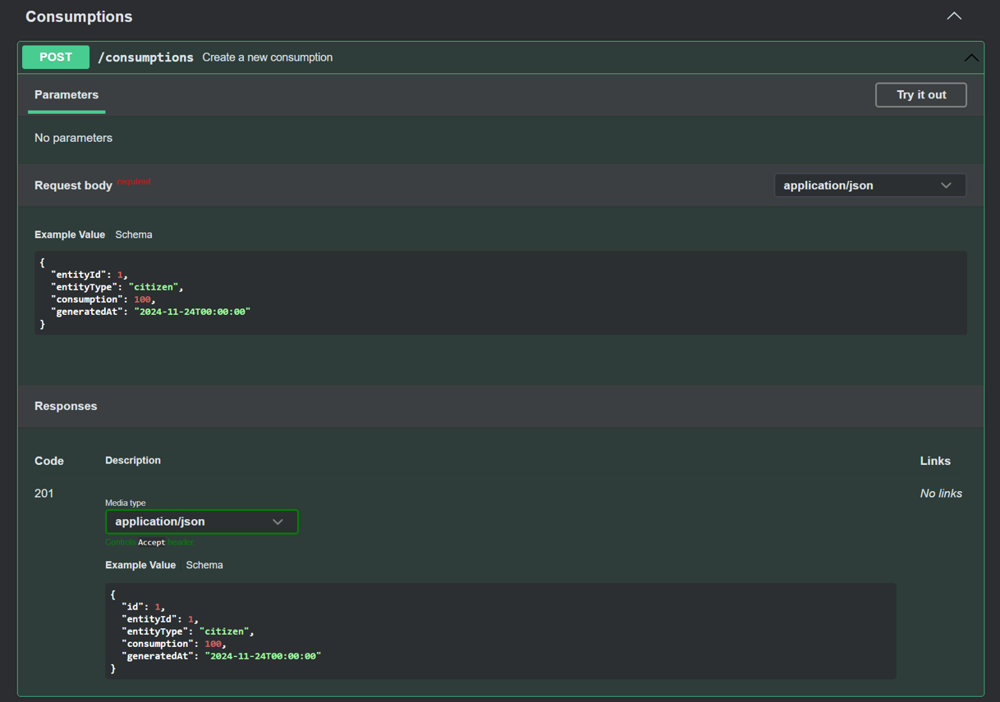 Consumptions
POST /consumptions Create a new consumption
Parameters
Try it out
No parameters
Request body required
application/json
Example Value Schema
{
  "entityId": 1,
  "entityType": "citizen",
  "consumption": 100,
  "generatedAt": "2024-11-24T00:00:00"
}
Responses
Code Description Links
201
No links
Media type
application/json
Controls Accept header
Example Value Schema
{
  "id": 1,
  "entityId": 1,
  "entityType": "citizen",
  "consumption": 100,
  "generatedAt": "2024-11-24T00:00:00"
}